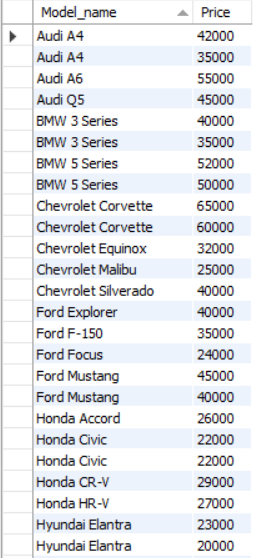 Model_name Price
Audi A4 42000
Audi A4 35000
Audi A6 55000
Audi Q5 45000
BMW 3 Series 40000
BMW 3 Series 35000
BMW 5 Series 52000
BMW 5 Series 50000
Chevrolet Corvette 65000
Chevrolet Corvette 60000
Chevrolet Equinox 32000
Chevrolet Malibu 25000
Chevrolet Silverado 40000
Ford Explorer 40000
Ford F-150 35000
Ford Focus 24000
Ford Mustang 45000
Ford Mustang 40000
Honda Accord 26000
Honda Civic 22000
Honda Civic 22000
Honda CR-V 29000
Honda HR-V 27000
Hyundai Elantra 23000
Hyundai Elantra 20000